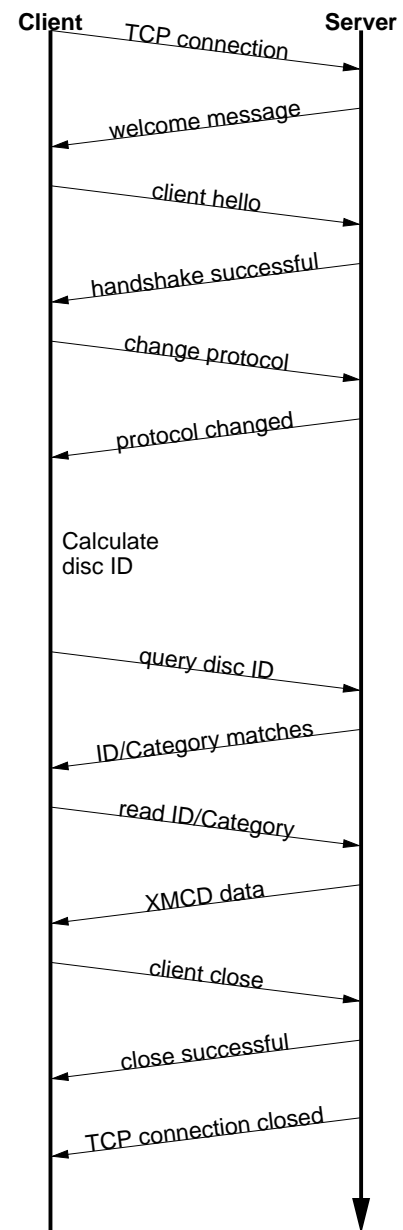 Client
Server
TCP connection
welcome message
client hello
handshake successful
change protocol
protocol changed
Calculate
disc ID
query disc ID
ID/Category matches
read ID/Category
XMCD data
client close
close successful
TCP connection closed